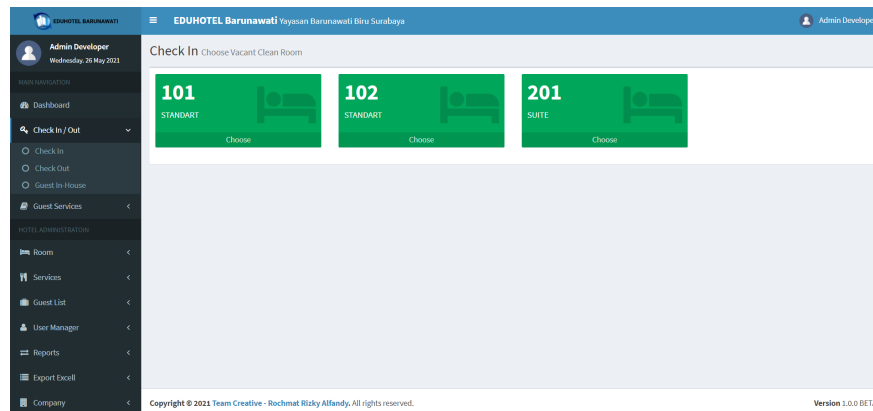 EDUHOTEL BARUNAWATI
EDUHOTEL Barunawati Yayasan Barunawati Biru Surabaya
Admin Develope
Admin Developer
Wednesday, 26 May 2021
MAIN NAVIGATION
Dashboard
Check In / Out
Check In
Check Out
Guest In-House
Guest Services
HOTEL ADMINISTRATOIN
Room
Services
Guest List
User Manager
Reports
Export Excell
Company
Check In Choose Vacant Clean Room
101
STANDART
Choose
102
STANDART
Choose
201
SUITE
Choose
Copyright © 2021 Team Creative - Rochmat Rizky Alfandy. All rights reserved.
Version 1.0.0 BETA